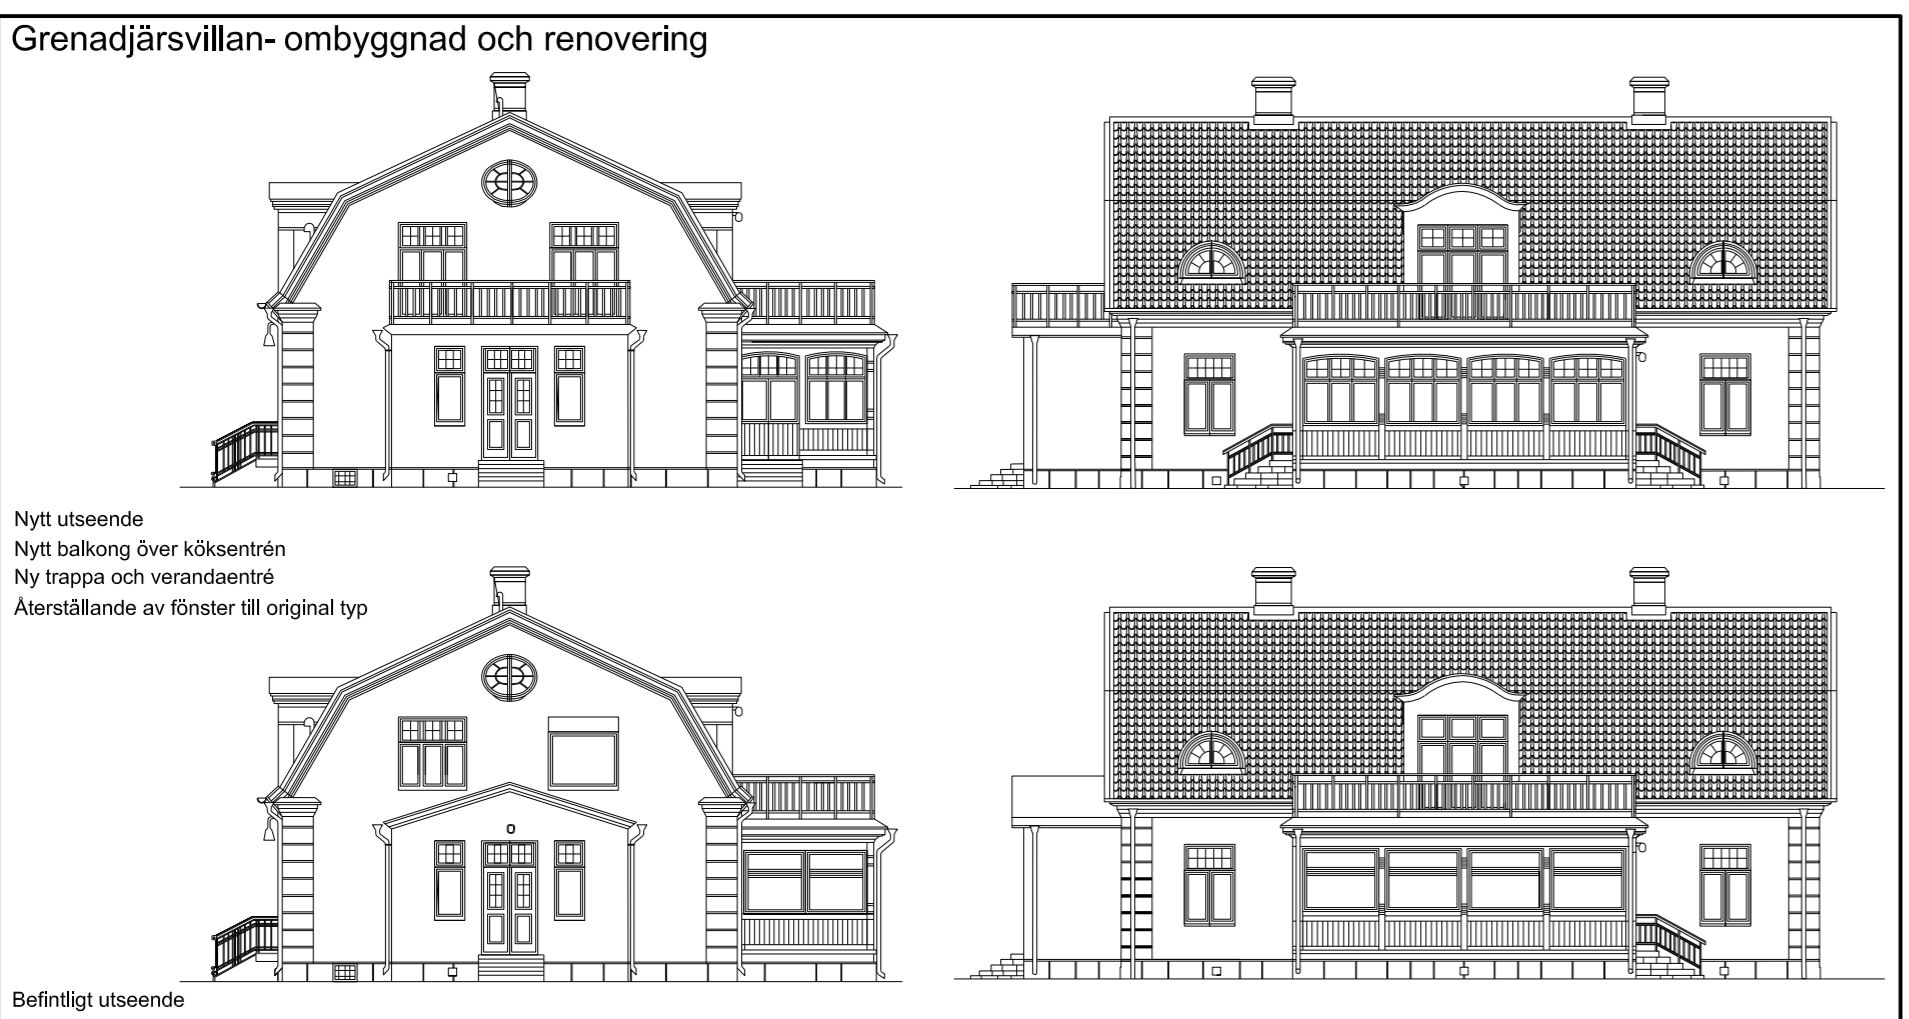 Grenadjärsvillan- ombyggnad och renovering
Nytt utseende
Nytt balkong över köksentrén
Ny trappa och verandaentré
Återställande av fönster till original typ
Befintligt utseende